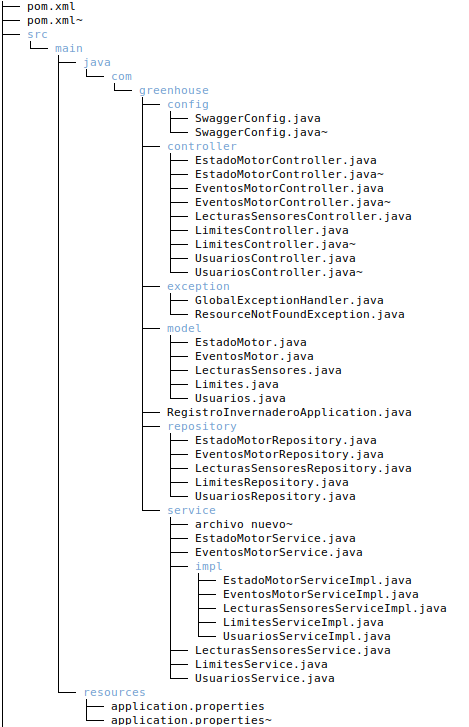 pom.xml
pom.xml~
src
main
java
com
greenhouse
config
SwaggerConfig.java
SwaggerConfig.java~
controller
EstadoMotorController.java
EstadoMotorController.java~
EventosMotorController.java
EventosMotorController.java~
LecturasSensoresController.java
LimitesController.java
LimitesController.java~
UsuariosController.java
UsuariosController.java~
exception
GlobalExceptionHandler.java
ResourceNotFoundException.java
model
EstadoMotor.java
EventosMotor.java
LecturasSensores.java
Limites.java
Usuarios.java
RegistroInvernaderoApplication.java
repository
EstadoMotorRepository.java
EventosMotorRepository.java
LecturasSensoresRepository.java
LimitesRepository.java
UsuariosRepository.java
service
archivo nuevo~
EstadoMotorService.java
EventosMotorService.java
impl
EstadoMotorServiceImpl.java
EventosMotorServiceImpl.java
LecturasSensoresServiceImpl.java
LimitesServiceImpl.java
UsuariosServiceImpl.java
LecturasSensoresService.java
LimitesService.java
UsuariosService.java
resources
application.properties
application.properties~